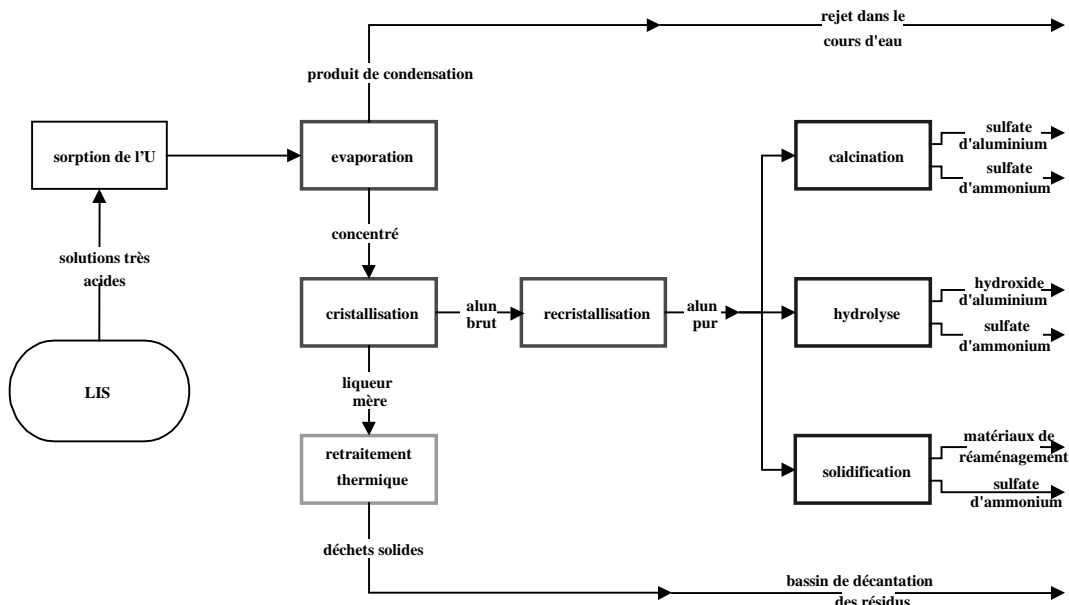 rejet dans le
cours d'eau
produit de condensation
sorption de l'U
evaporation
calcination
sulfate
d'aluminium
sulfate
d'ammonium
solutions très
acides
concentré
cristallisation
alun
brut
recristallisation
alun
pur
hydrolyse
hydroxide
d'aluminium
sulfate
d'ammonium
LIS
liqueur
mère
retraitement
thermique
solidification
matériaux de
réaménagement
sulfate
d'ammonium
déchets solides
bassin de décantation
des résidus